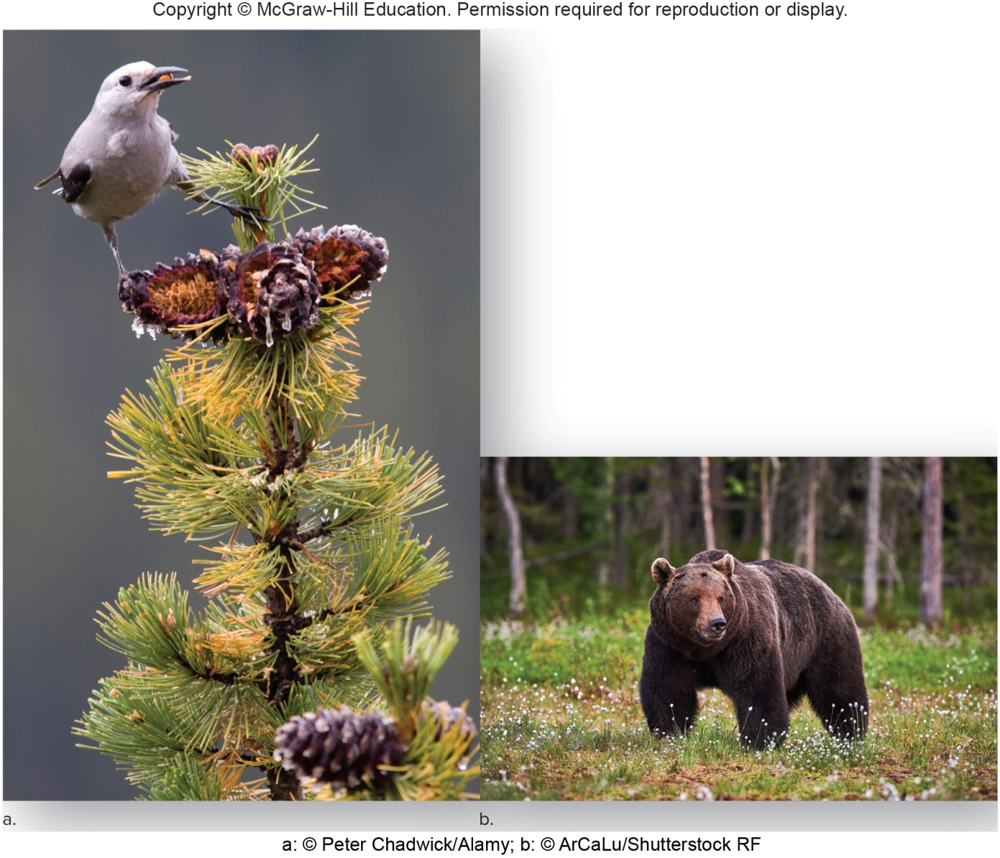 Copyright © McGraw-Hill Education. Permission required for reproduction or display.
a.
b.
a: © Peter Chadwick/Alamy; b: © ArCaLu/Shutterstock RF